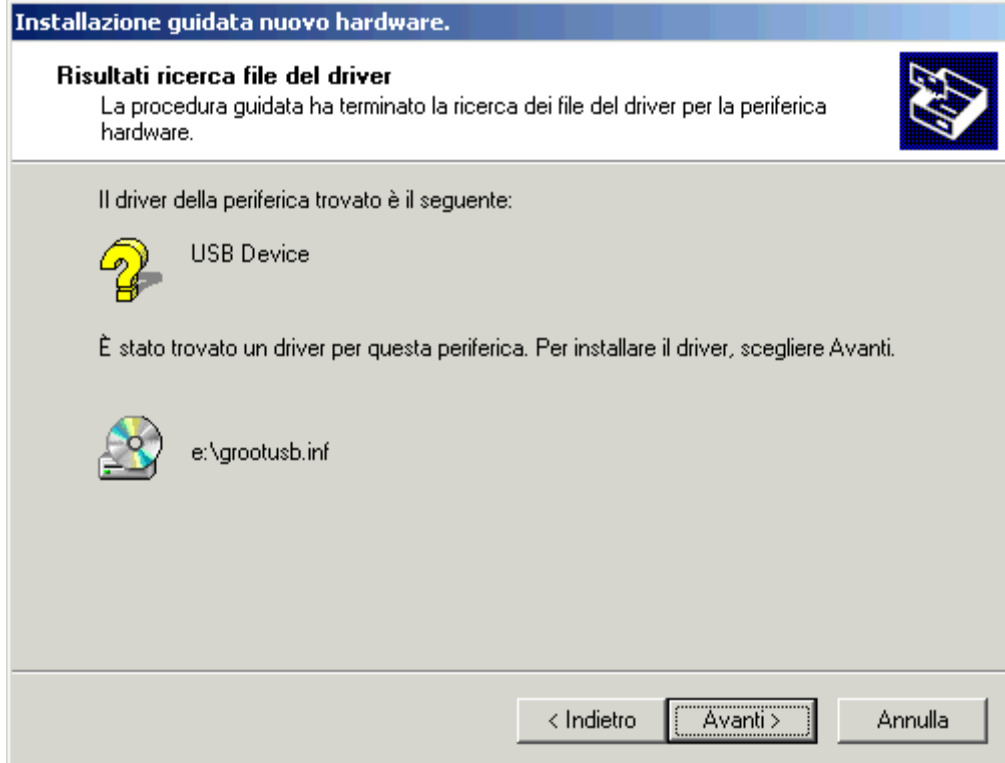 Installazione guidata nuovo hardware.
Risultati ricerca file del driver
La procedura guidata ha terminato la ricerca dei file del driver per la periferica
hardware.
Il driver della periferica trovato è il seguente:
USB Device
È stato trovato un driver per questa periferica. Per installare il driver, scegliere Avanti.
e:\grootusb.inf
< Indietro Avanti > Annulla